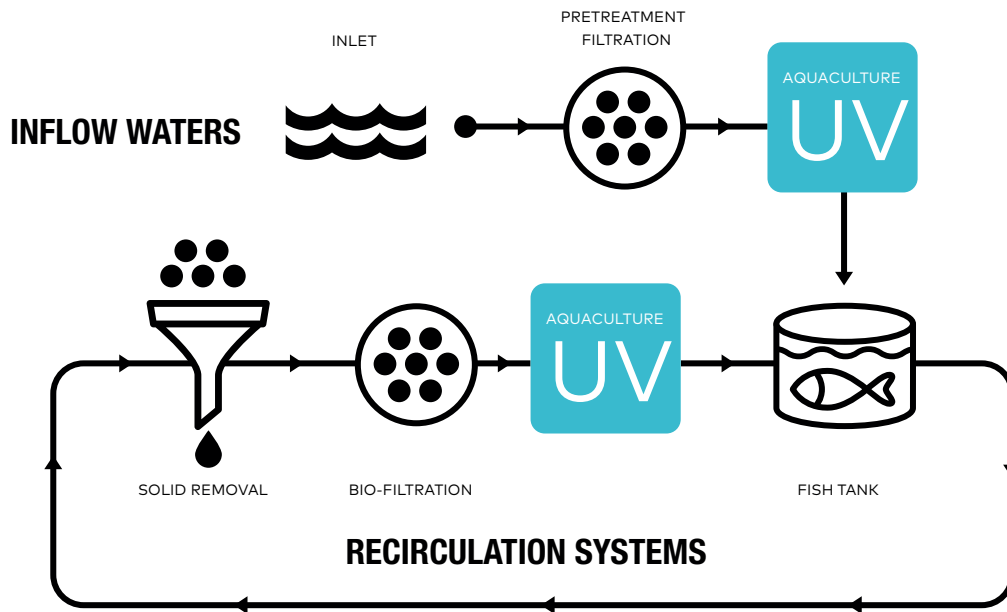 INLET
PRETREATMENT
FILTRATION
INFLOW WATERS
AQUACULTURE
UV
AQUACULTURE
UV
SOLID REMOVAL
BIO-FILTRATION
FISH TANK
RECIRCULATION SYSTEMS